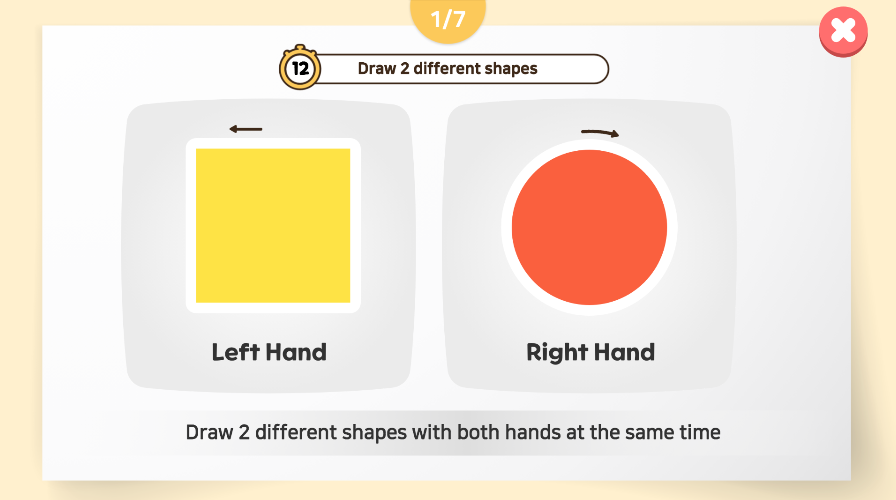 1/7
12
Draw 2 different shapes
Left Hand
Right Hand
Draw 2 different shapes with both hands at the same time